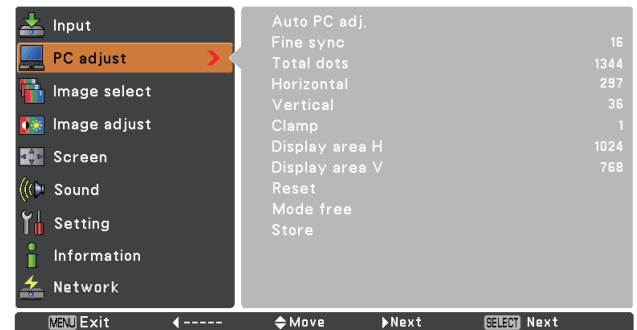 Input
PC adjust
Image select
Image adjust
Screen
Sound
Setting
Information
Network
Auto PC adj.
Fine sync 16
Total dots 1344
Horizontal 297
Vertical 36
Clamp 1
Display area H 1024
Display area V 768
Reset
Mode free
Store
MENU Exit ----- Move Next SELECT Next